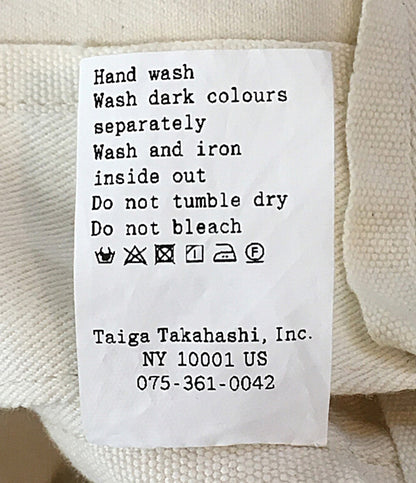 Hand wash
Wash dark colours
separately
Wash and iron
inside out
Do not tumble dry
Do not bleach
Taiga Takahashi, Inc.
NY 10001 US
075-361-0042